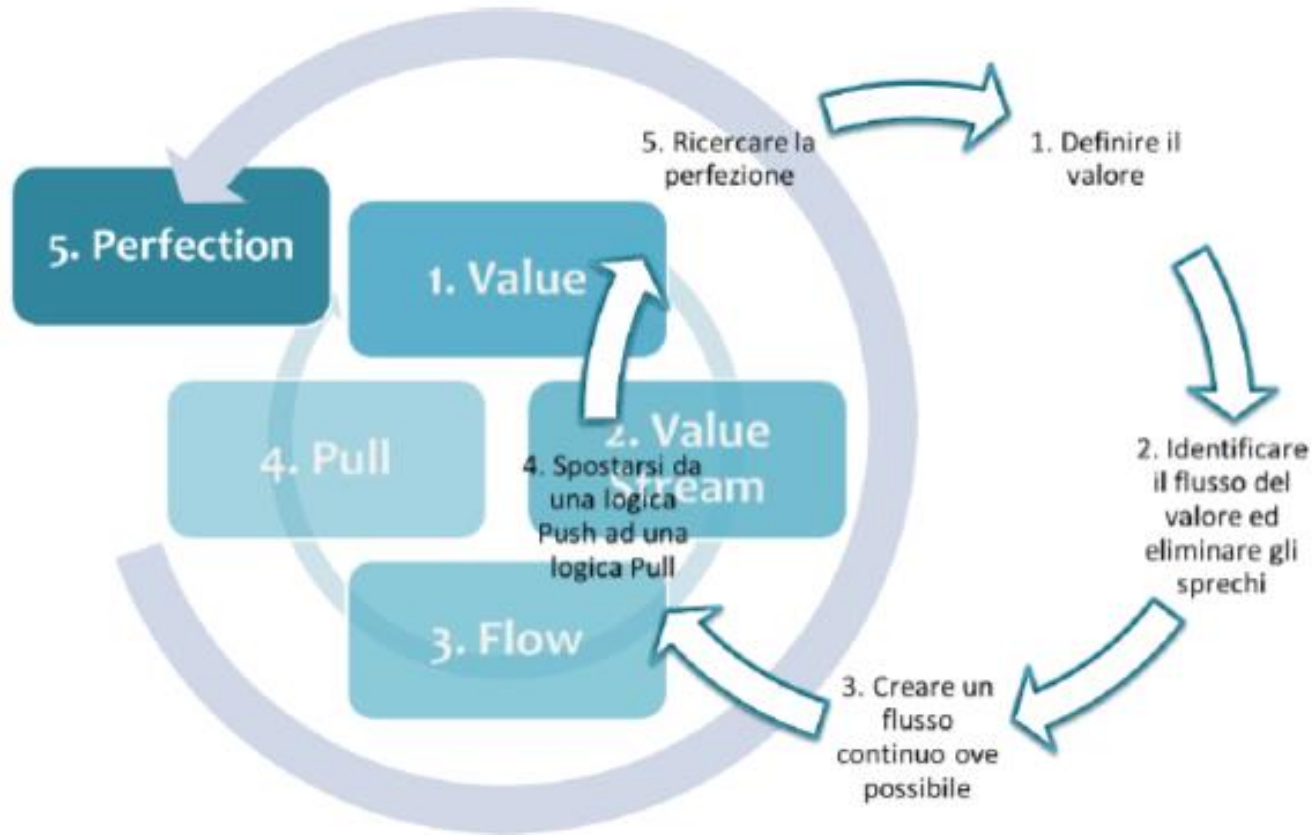 5. Perfection
1. Value
2. Value
Stream
3. Flow
4. Pull
1. Definire il
valore
2. Identificare
il flusso del
valore ed
eliminare gli
sprechi
3. Creare un
flusso
continuo ove
possibile
4. Spostarsi da
una logica
Push ad una
logica Pull
5. Ricercare la
perfezione